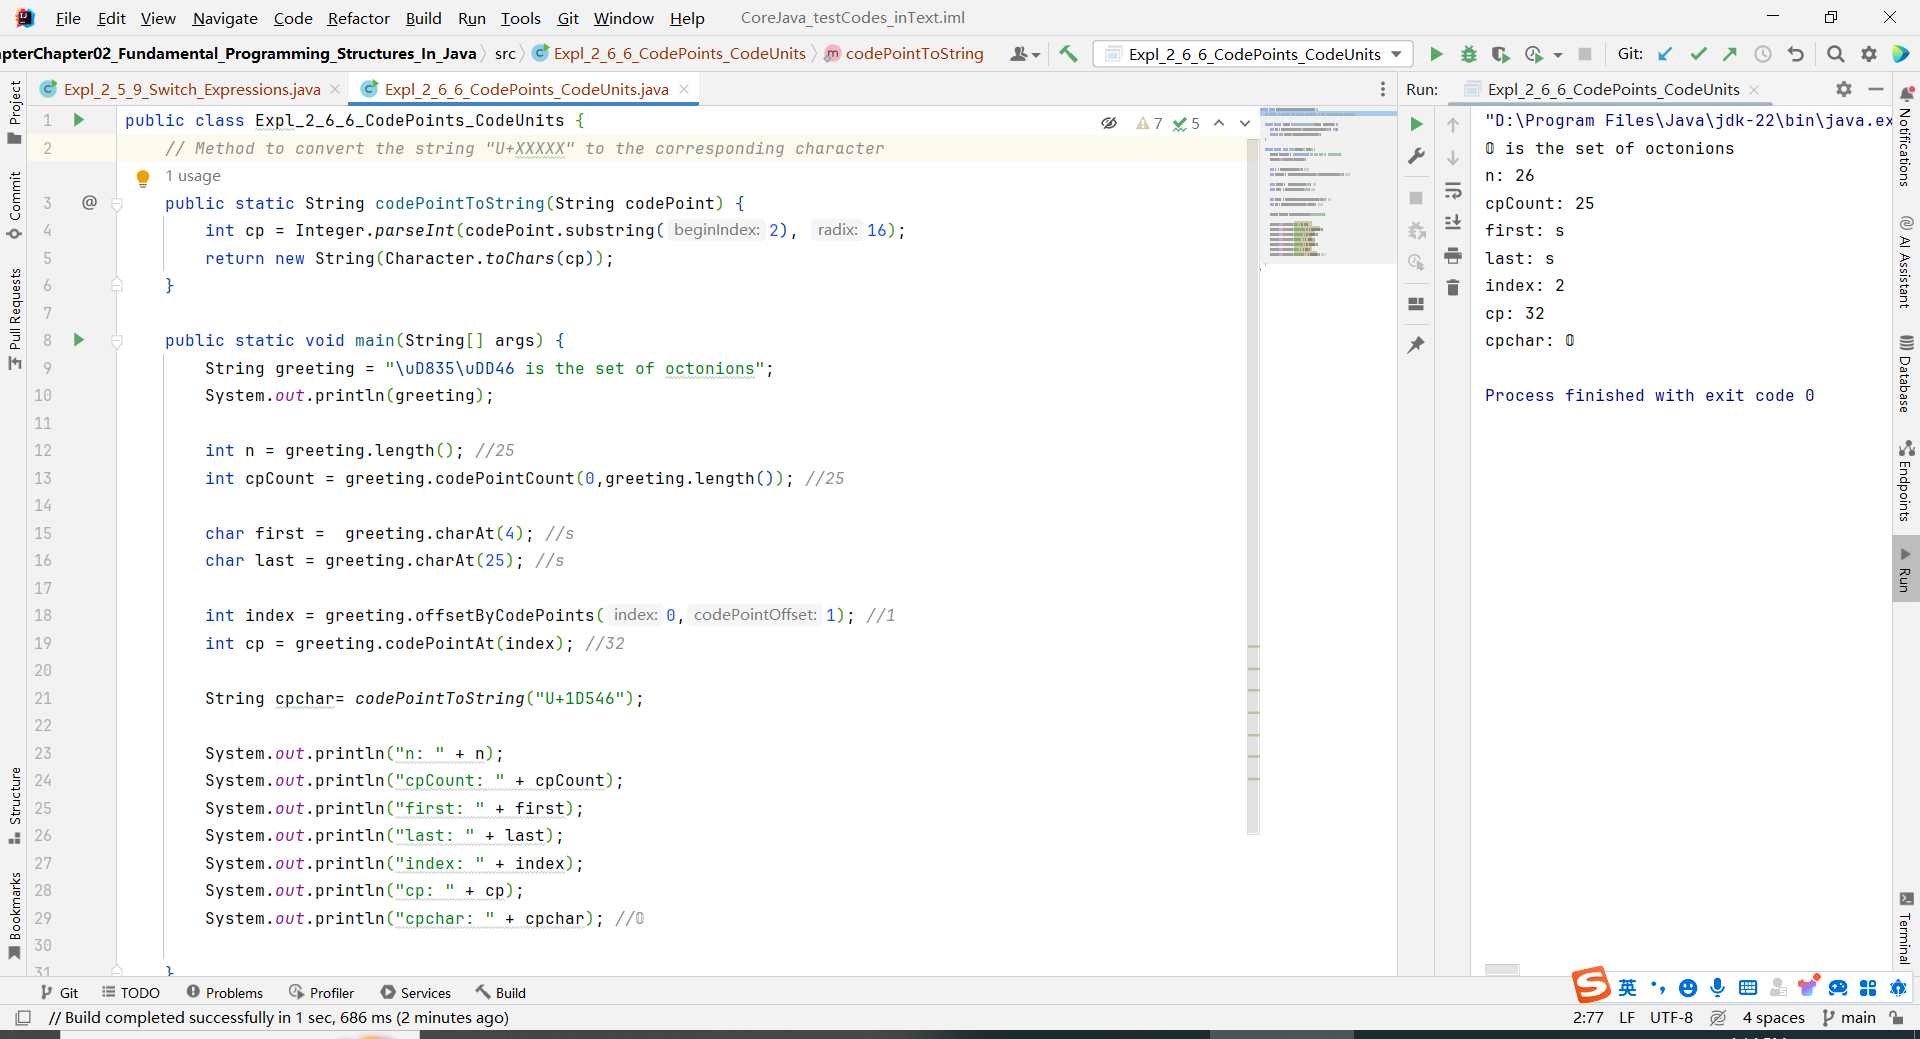 File Edit View Navigate Code Refactor Build Run Tools Git Window Help CoreJava_testCodes_inText.iml
apterChapter02_Fundamental_Programming_Structures_In_Java src Expl_2_6_6_CodePoints_CodeUnits codePointToString Expl_2_6_6_CodePoints_CodeUnits Git:
Expl_2_5_9_Switch_Expressions.java Expl_2_6_6_CodePoints_CodeUnits.java
1 public class Expl_2_6_6_CodePoints_CodeUnits { 7 5
2 // Method to convert the string "U+XXXXX" to the corresponding character
1 usage
3 @ public static String codePointToString(String codePoint) {
4 int cp = Integer.parseInt(codePoint.substring( beginIndex: 2), radix: 16);
5 return new String(Character.toChars(cp));
6 }
7
8 public static void main(String[] args) {
9 String greeting = "\uD835\uDD46 is the set of octonions";
10 System.out.println(greeting);
11
12 int n = greeting.length(); //25
13 int cpCount = greeting.codePointCount(0,greeting.length()); //25
14
15 char first =  greeting.charAt(4); //s
16 char last = greeting.charAt(25); //s
17
18 int index = greeting.offsetByCodePoints( index: 0, codePointOffset: 1); //1
19 int cp = greeting.codePointAt(index); //32
20
21 String cpchar= codePointToString("U+1D546");
22
23 System.out.println("n: " + n);
24 System.out.println("cpCount: " + cpCount);
25 System.out.println("first: " + first);
26 System.out.println("last: " + last);
27 System.out.println("index: " + index);
28 System.out.println("cp: " + cp);
29 System.out.println("cpchar: " + cpchar); //𝕆
30
31 }
Run: Expl_2_6_6_CodePoints_CodeUnits
"D:\Program Files\Java\jdk-22\bin\java.ex
𝕆 is the set of octonions
n: 26
cpCount: 25
first: s
last: s
index: 2
cp: 32
cpchar: 𝕆
Process finished with exit code 0
Project
Commit
Pull Requests
Structure
Bookmarks
Notifications
AI Assistant
Database
Endpoints
Run
Terminal
英
Git TODO Problems Profiler Services Build
// Build completed successfully in 1 sec, 686 ms (2 minutes ago) 2:77 LF UTF-8 4 spaces main